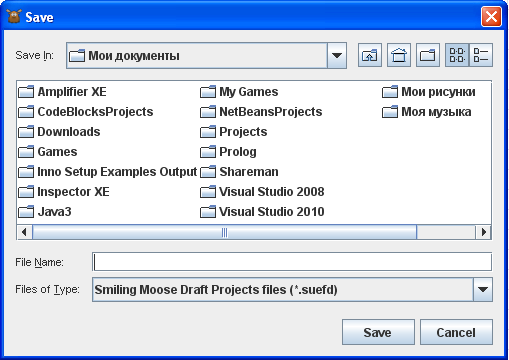 Save
Save In: Мои документы
Amplifier XE My Games Мои рисунки
CodeBlocksProjects NetBeansProjects Моя музыка
Downloads Projects
Games Prolog
Inno Setup Examples Output Shareman
Inspector XE Visual Studio 2008
Java3 Visual Studio 2010
File Name:
Files of Type: Smiling Moose Draft Projects files (*.suefd)
Save Cancel